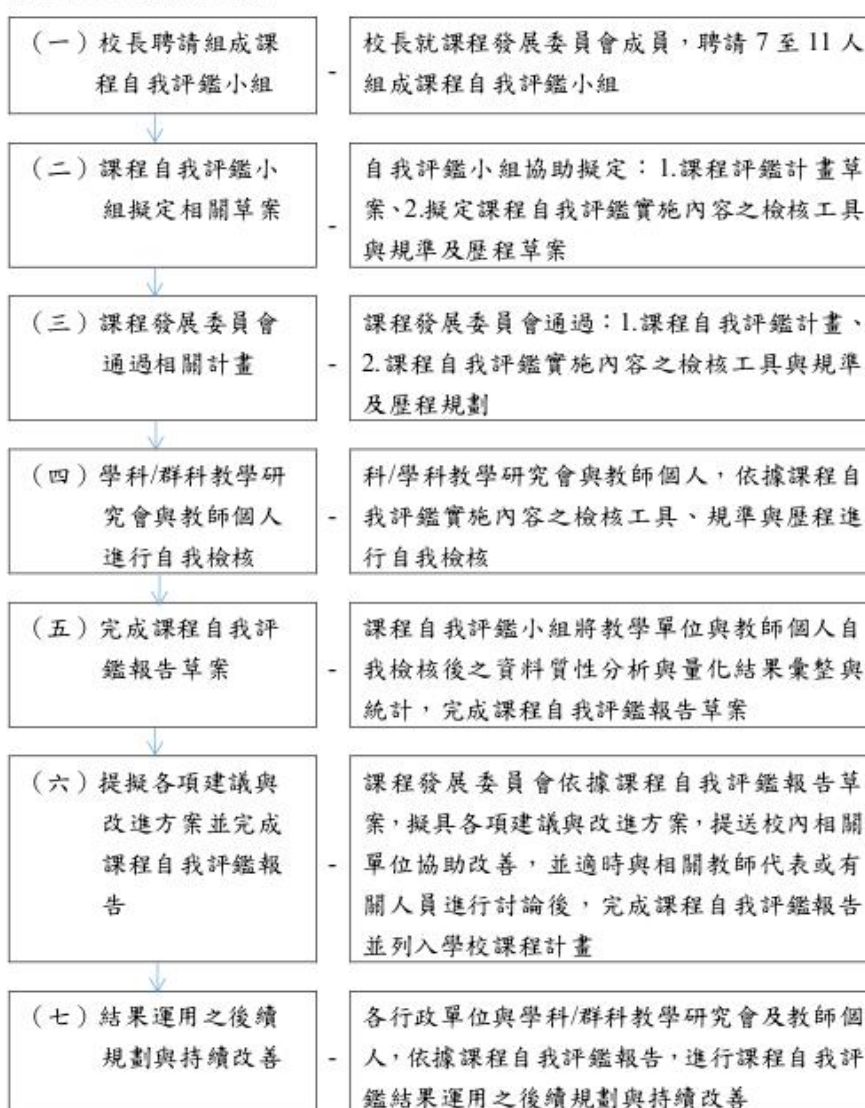 （一）校長聘請組成課
程自我評鑑小組
-
校長就課程發展委員會成員，聘請 7 至 11 人
組成課程自我評鑑小組
（二）課程自我評鑑小
組擬定相關草案
-
自我評鑑小組協助擬定：1.課程評鑑計畫草
案、2.擬定課程自我評鑑實施內容之檢核工具
與規準及歷程草案
（三）課程發展委員會
通過相關計畫
-
課程發展委員會通過：1.課程自我評鑑計畫、
2.課程自我評鑑實施內容之檢核工具與規準
及歷程規劃
（四）學科/群科教學研
究會與教師個人
進行自我檢核
-
科/學科教學研究會與教師個人，依據課程自
我評鑑實施內容之檢核工具、規準與歷程進
行自我檢核
（五）完成課程自我評
鑑報告草案
-
課程自我評鑑小組將教學單位與教師個人自
我檢核後之資料質性分析與量化結果彙整與
統計，完成課程自我評鑑報告草案
（六）提擬各項建議與
改進方案並完成
課程自我評鑑報
告
-
課程發展委員會依據課程自我評鑑報告草
案，擬具各項建議與改進方案，提送校內相關
單位協助改善，並適時與相關教師代表或有
關人員進行討論後，完成課程自我評鑑報告
並列入學校課程計畫
（七）結果運用之後續
規劃與持續改善
-
各行政單位與學科/群科教學研究會及教師個
人，依據課程自我評鑑報告，進行課程自我評
鑑結果運用之後續規劃與持續改善